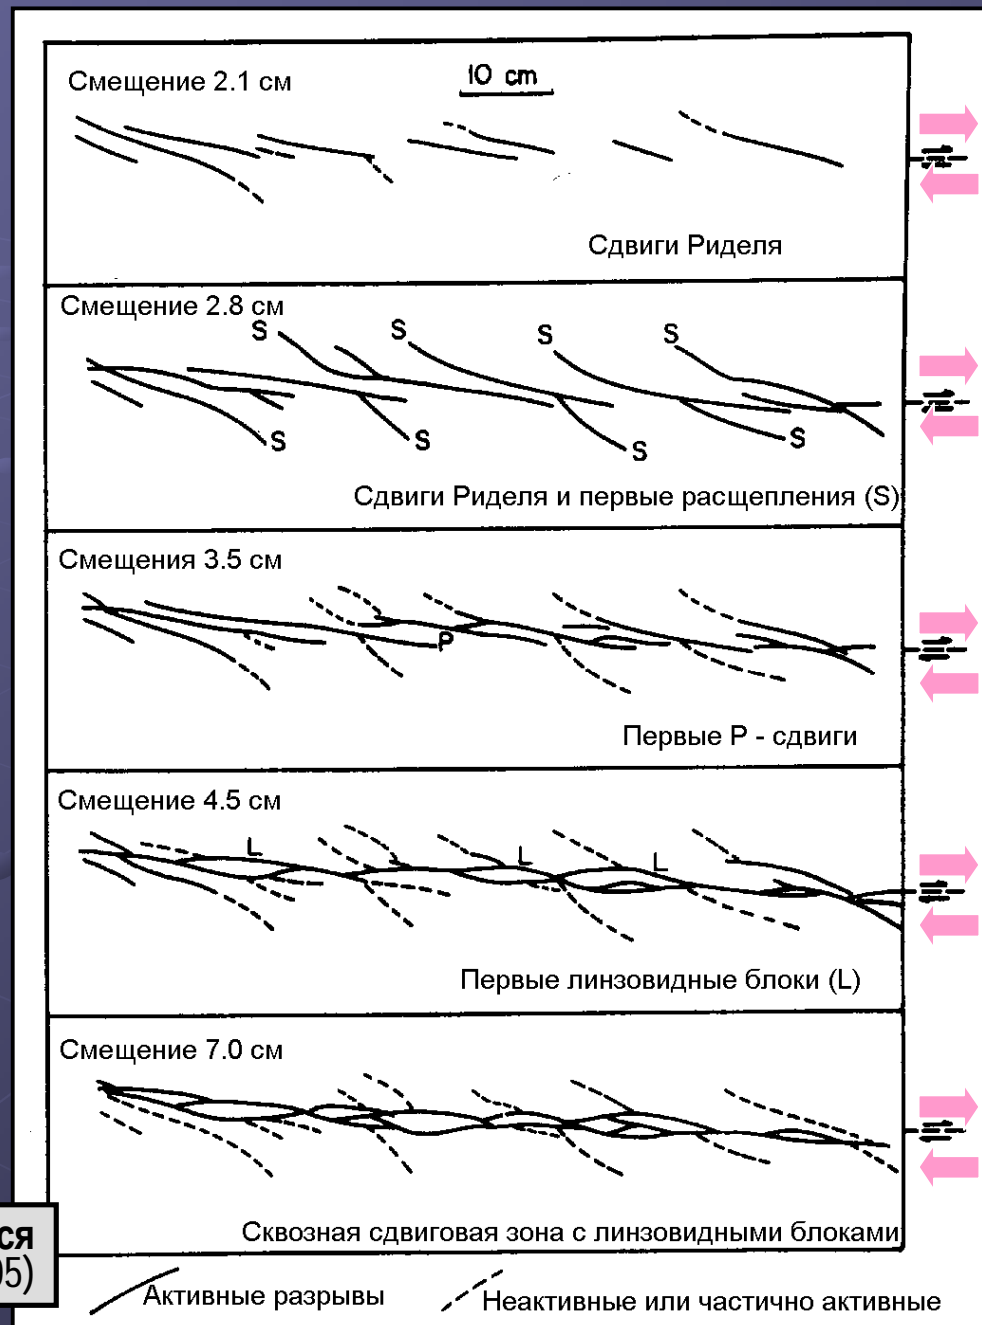 Смещение 2.1 см
10 cm
Сдвиги Риделя
Смещение 2.8 см
S
S
S
S
S
S
S
S
Сдвиги Риделя и первые расщепления (S)
Смещения 3.5 см
P
Первые P - сдвиги
Смещение 4.5 см
L
L
L
Первые линзовидные блоки (L)
Смещение 7.0 см
Сквозная сдвиговая зона с линзовидными блоками
ся
95)
Активные разрывы
Неактивные или частично активные